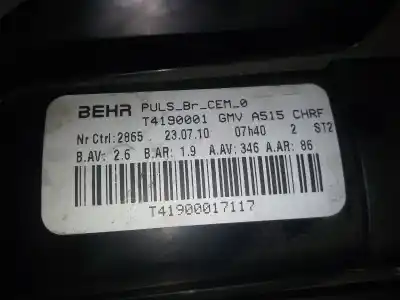 BEHR PULS_Br_CEM_0
T4190001 GMV A515 CHRF
Nr Ctrl:2865 . 23.07.10 07h40 2 ST2
B.AV: 2.6 B.AR: 1.9 A.AV: 346 A.AR: 86
T41900017117